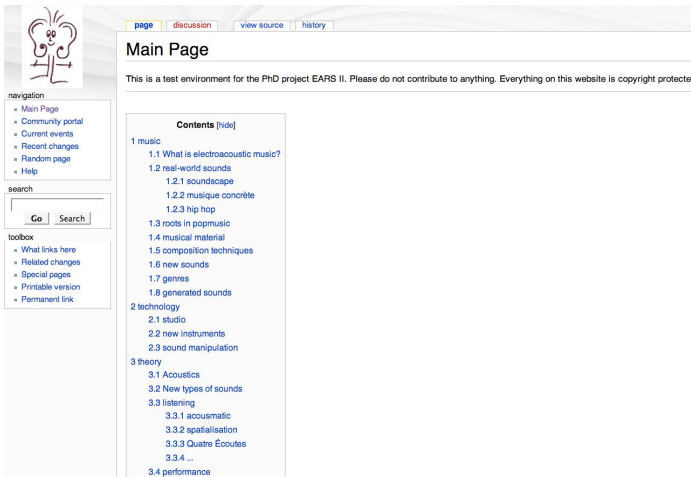 page
discussion
view source
history
Main Page
This is a test environment for the PhD project EARS II. Please do not contribute to anything. Everything on this website is copyright protecte
navigation
Main Page
Community portal
Current events
Recent changes
Random page
Help
search
Go Search
toolbox
What links here
Related changes
Special pages
Printable version
Permanent link
Contents [hide]
1 music
1.1 What is electroacoustic music?
1.2 real-world sounds
1.2.1 soundscape
1.2.2 musique concrète
1.2.3 hip hop
1.3 roots in popmusic
1.4 musical material
1.5 composition techniques
1.6 new sounds
1.7 genres
1.8 generated sounds
2 technology
2.1 studio
2.2 new instruments
2.3 sound manipulation
3 theory
3.1 Acoustics
3.2 New types of sounds
3.3 listening
3.3.1 acousmatic
3.3.2 spatialisation
3.3.3 Quatre Écoutes
3.3.4 ...
3.4 performance